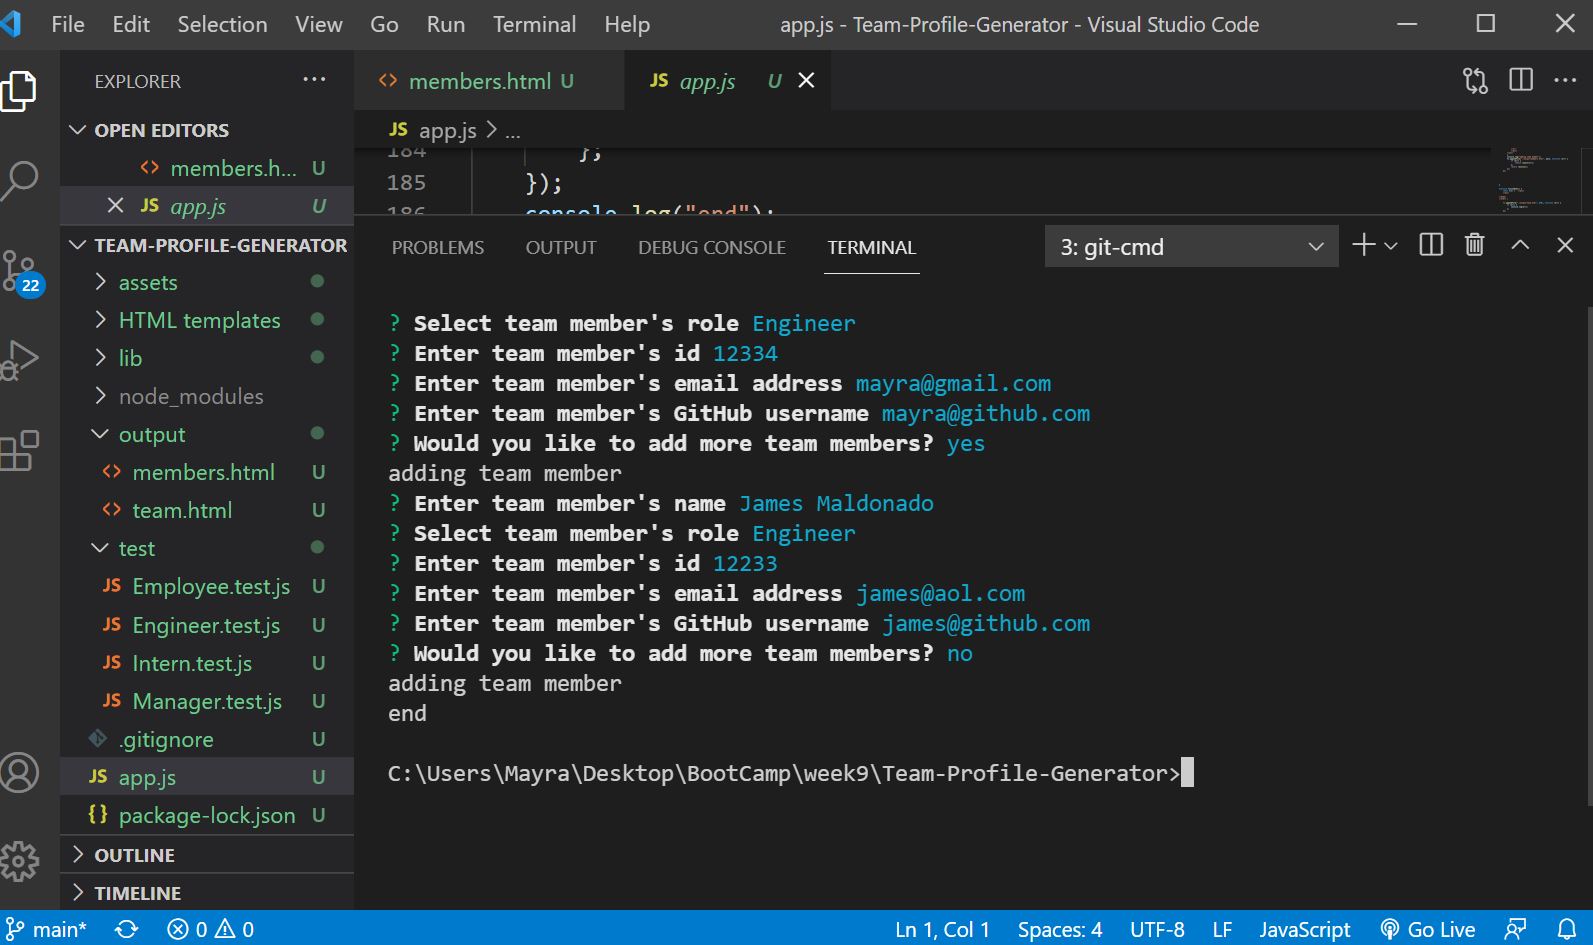 File Edit Selection View Go Run Terminal Help app.js - Team-Profile-Generator - Visual Studio Code
EXPLORER ...
OPEN EDITORS
members.h... U
app.js U
TEAM-PROFILE-GENERATOR
assets
HTML templates
lib
node_modules
output
members.html U
team.html U
test
JS Employee.test.js U
JS Engineer.test.js U
JS Intern.test.js U
JS Manager.test.js U
.gitignore U
JS app.js U
{} package-lock.json U
OUTLINE
TIMELINE
22
members.html U JS app.js U
JS app.js > ...
184 };
185 });
186 console.log("end");
PROBLEMS OUTPUT DEBUG CONSOLE TERMINAL 3: git-cmd
? Select team member's role Engineer
? Enter team member's id 12334
? Enter team member's email address mayra@gmail.com
? Enter team member's GitHub username mayra@github.com
? Would you like to add more team members? yes
adding team member
? Enter team member's name James Maldonado
? Select team member's role Engineer
? Enter team member's id 12233
? Enter team member's email address james@aol.com
? Enter team member's GitHub username james@github.com
? Would you like to add more team members? no
adding team member
end
C:\Users\Mayra\Desktop\BootCamp\week9\Team-Profile-Generator>
main* 0 0 Ln 1, Col 1 Spaces: 4 UTF-8 LF JavaScript Go Live